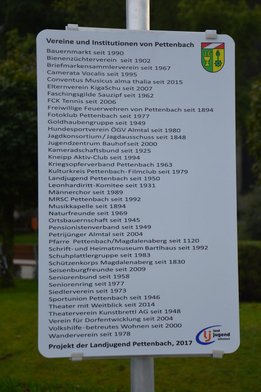 Vereine und Institutionen von Pettenbach
Bauernmarkt seit 1990
Bienenzüchterverein seit 1902
Briefmarkensammlerverein seit 1967
Camerata Vocalis seit 1995
Conventus Musicus alma thalia seit 2015
Elternverein KigaSchu seit 2007
Faschingsgilde Sauzipf seit 1962
FCK Tennis seit 2006
Freiwillige Feuerwehren von Pettenbach seit 1894
Fotoklub Pettenbach seit 1977
Goldhaubengruppe seit 1949
Hundesportverein ÖGV Almtal seit 1980
Jagdkonsortium/Jagdausschuss seit 1848
Jugendzentrum Bauhof seit 2000
Kameradschaftsbund seit 1925
Kneipp Aktiv-Club seit 1994
Kriegsopferverband Pettenbach 1963
Kulturkreis Pettenbach-Filmclub seit 1979
Landjugend Pettenbach seit 1950
Leonhardiritt-Komitee seit 1931
Männerchor seit 1989
MRSC Pettenbach seit 1992
Musikkapelle seit 1894
Naturfreunde seit 1969
Ortsbauernschaft seit 1945
Pensionistenverband seit 1949
Petrijünger Almtal seit 2004
Pfarre Pettenbach/Magdalenaberg seit 1120
Schrift- und Heimatmuseum Bartlhaus seit 1992
Schuhplattlergruppe seit 1983
Schützenkorps Magdalenaberg seit 1830
Seisenburgfreunde seit 2009
Seniorenbund seit 1958
Seniorenring seit 1977
Siedlerverein seit 1973
Sportunion Pettenbach seit 1946
Theater mit Weitblick seit 2014
Theaterverein Kunstbrettl AG seit 1948
Verein für Dorfentwicklung seit 2004
Volkshilfe-betreutes Wohnen seit 2000
Wanderverein seit 1978
Projekt der Landjugend Pettenbach, 2017
land
jugend